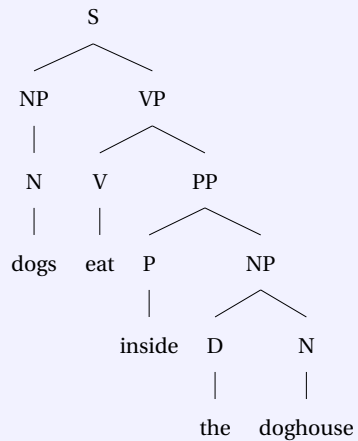 S
NP VP
N V PP
dogs eat P NP
inside D N
the doghouse